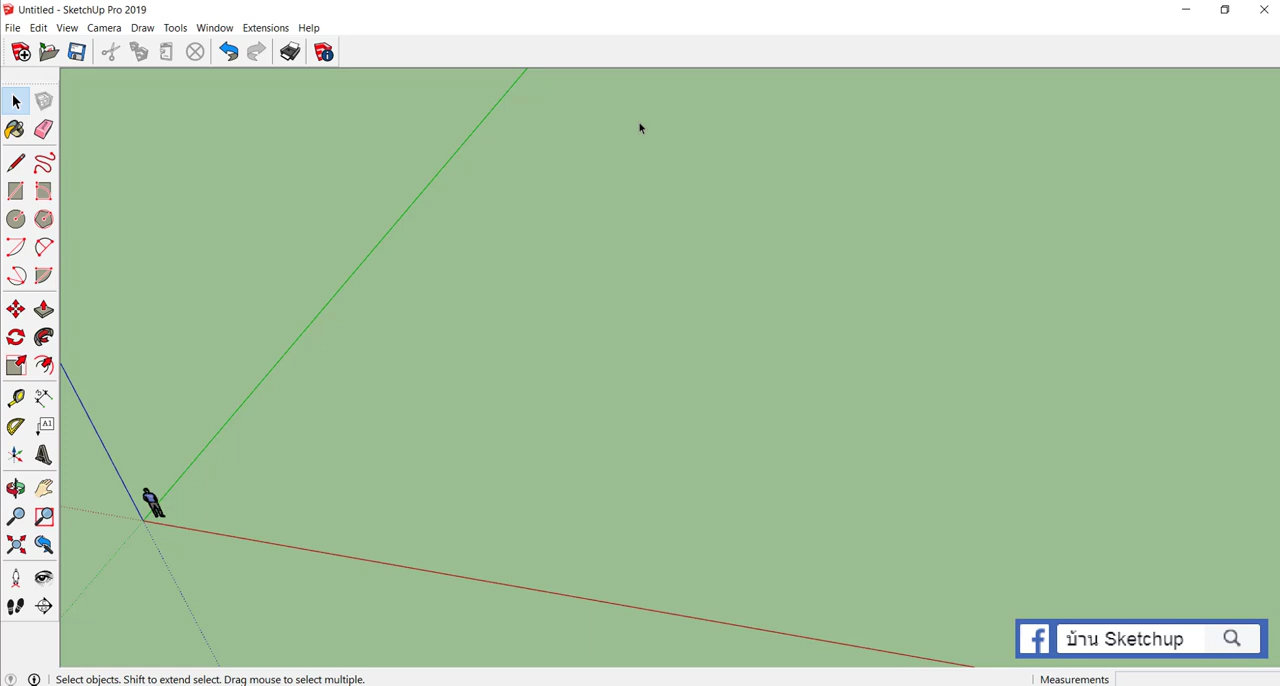 Untitled - SketchUp Pro 2019
File Edit View Camera Draw Tools Window Extensions Help
A1
บ้าน Sketchup
Select objects. Shift to extend select. Drag mouse to select multiple. Measurements